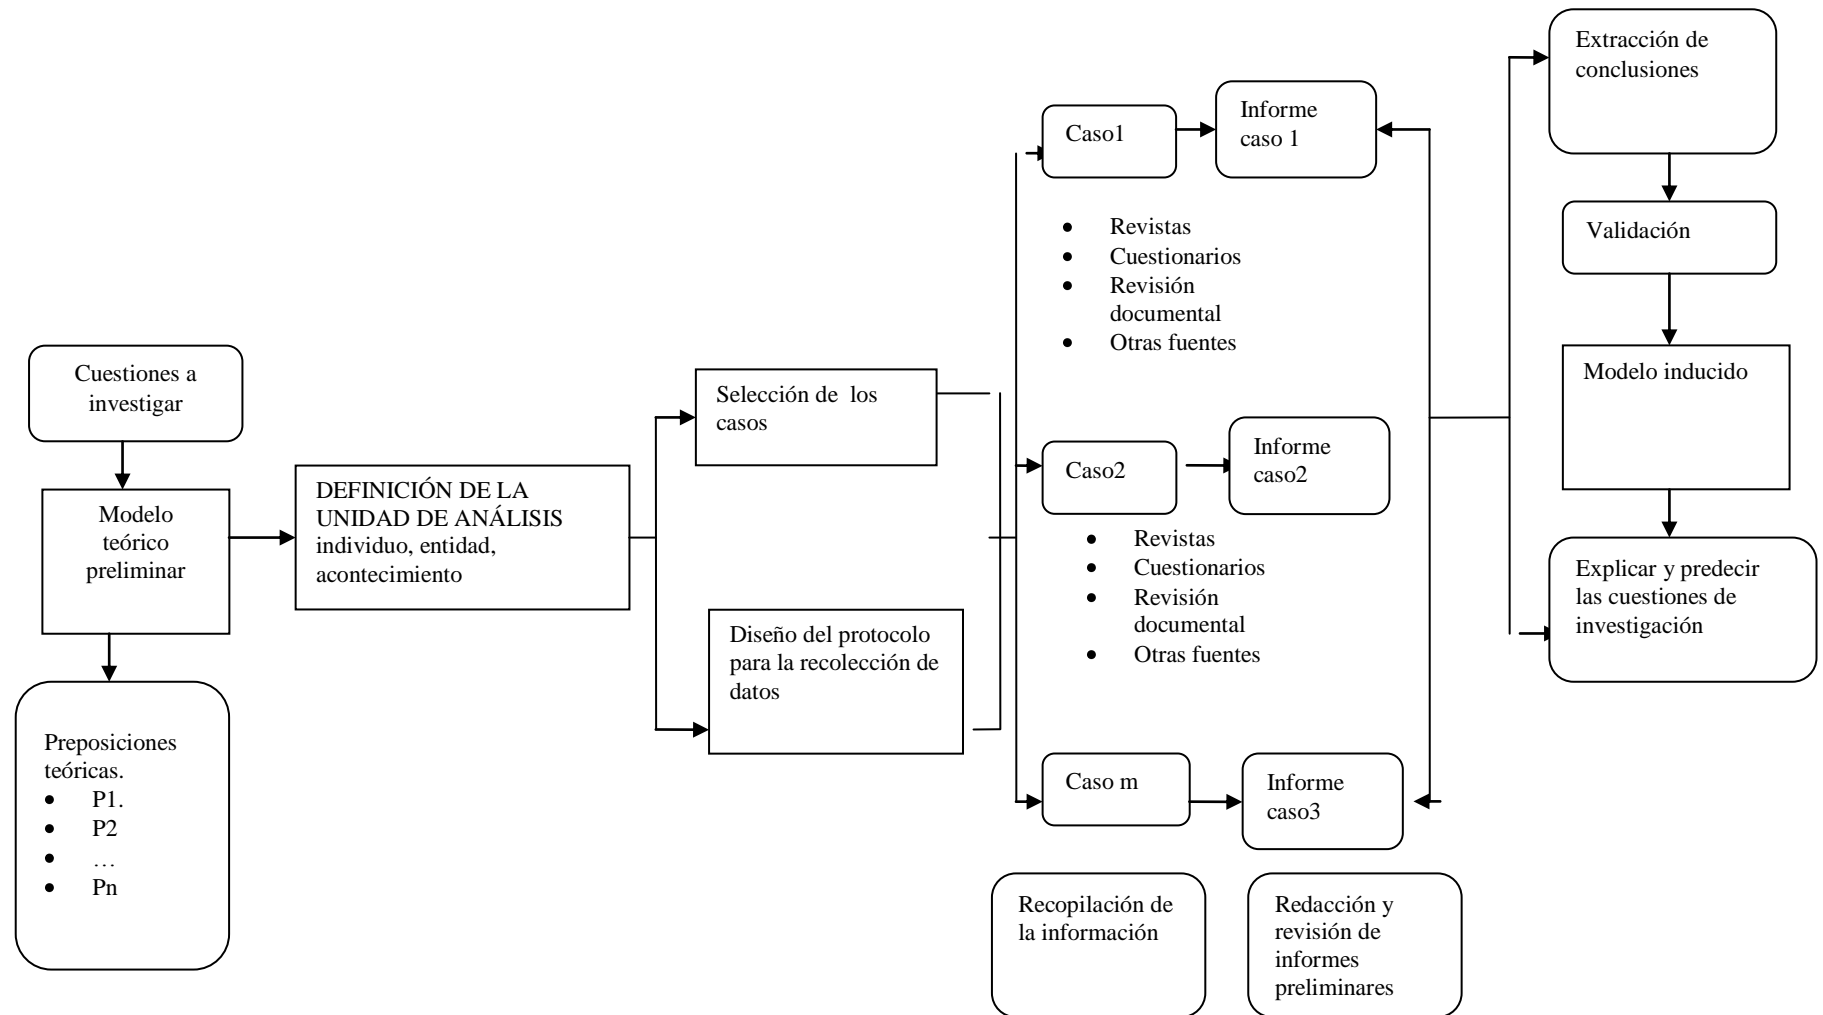 Cuestiones a
investigar
Modelo
teórico
preliminar
Preposiciones
teóricas.
• P1.
• P2
• …
• Pn
DEFINICIÓN DE LA
UNIDAD DE ANÁLISIS
individuo, entidad,
acontecimiento
Selección de los
casos
Diseño del protocolo
para la recolección de
datos
Caso1
Informe
caso 1
• Revistas
• Cuestionarios
• Revisión
documental
• Otras fuentes
Caso2
Informe
caso2
• Revistas
• Cuestionarios
• Revisión
documental
• Otras fuentes
Caso m
Informe
caso3
Recopilación de
la información
Redacción y
revisión de
informes
preliminares
Extracción de
conclusiones
Validación
Modelo inducido
Explicar y predecir
las cuestiones de
investigación